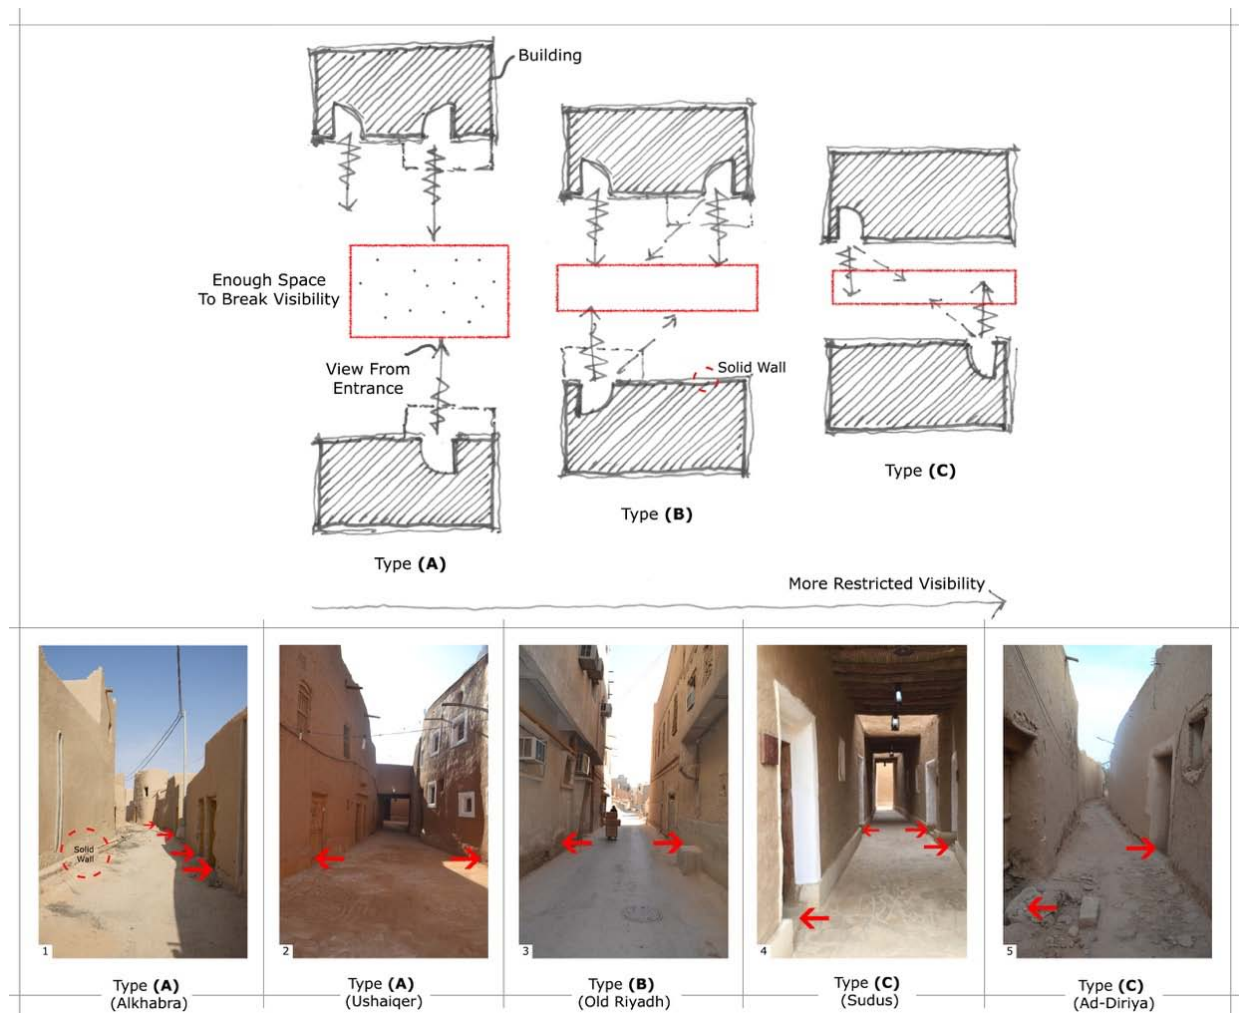 Building
Enough Space
To Break Visibility
View From
Entrance
Solid Wall
Type (A)
Type (B)
Type (C)
More Restricted Visibility
Solid
Wall
1
2
3
4
5
Type (A)
(Alkhabra)
Type (A)
(Ushaiqer)
Type (B)
(Old Riyadh)
Type (C)
(Sudus)
Type (C)
(Ad-Diriya)